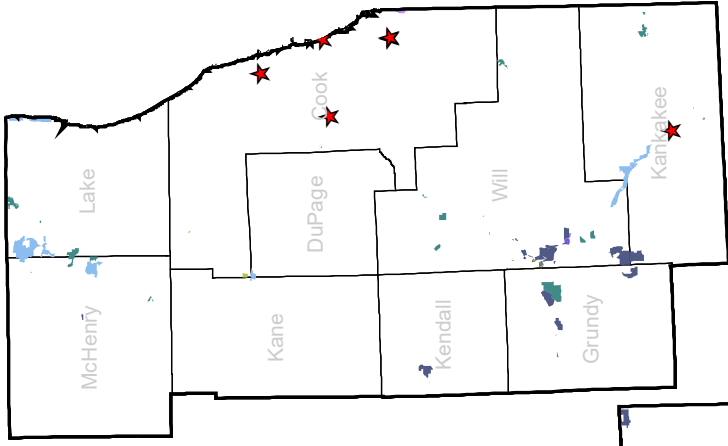 Cook
Kankakee
Lake
DuPage
Will
McHenry
Kane
Kendall
Grundy